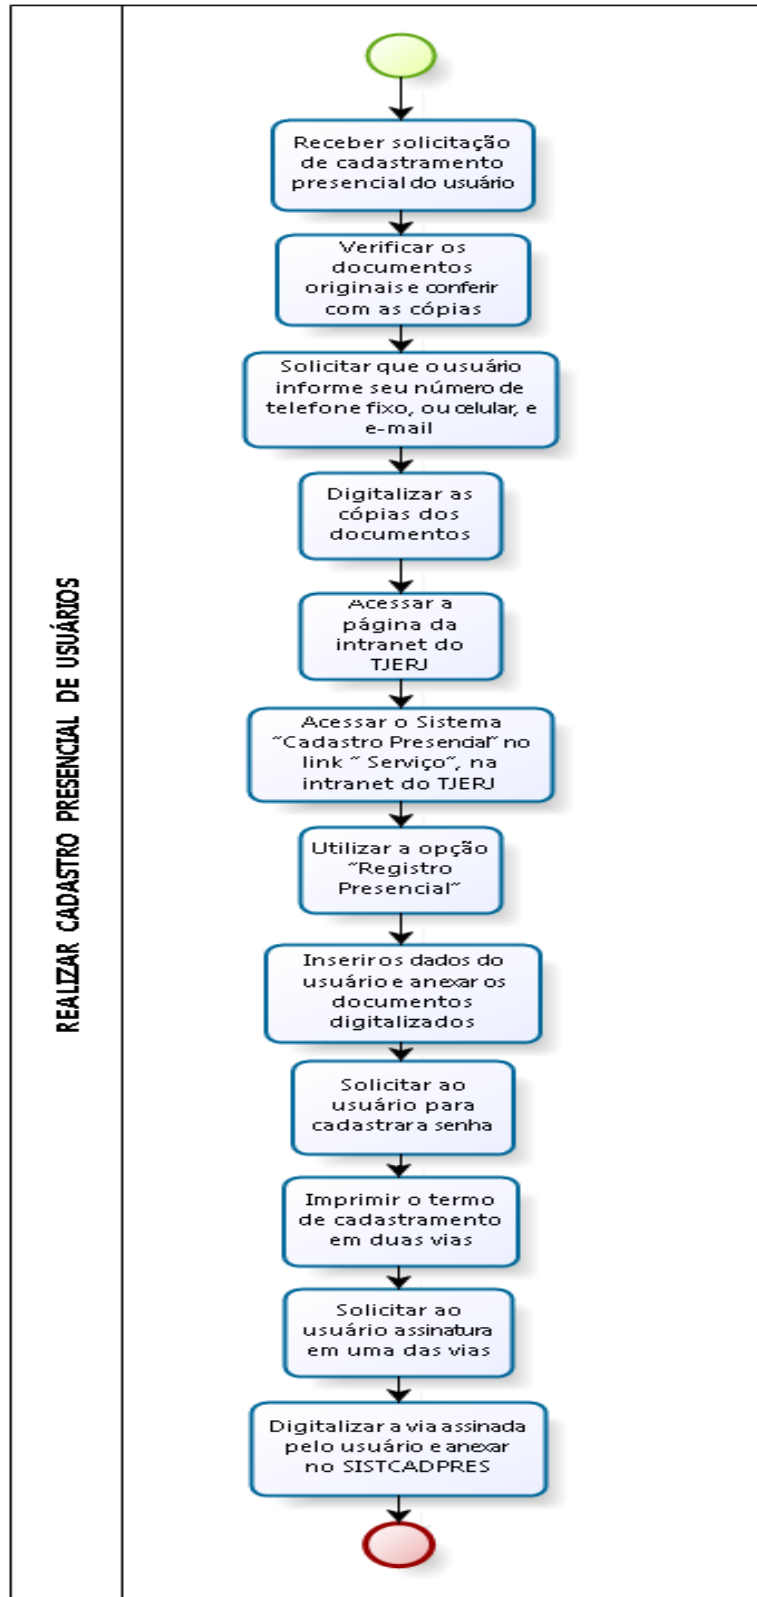 REALIZAR CADASTRO PRESENCIAL DE USUÁRIOS
Receber solicitação
de cadastramento
presencial do usuário
Verificar os
documentos
originais e conferir
com as cópias
Solicitar que o usuário
informe seu número de
telefone fixo, ou celular, e
e-mail
Digitalizar as
cópias dos
documentos
Acessar a
página da
intranet do
TJERJ
Acessar o Sistema
“Cadastro Presencial” no
link “ Serviço”, na
intranet do TJERJ
Utilizar a opção
“Registro
Presencial”
Inserir os dados do
usuário e anexar os
documentos
digitalizados
Solicitar ao
usuário para
cadastrar a senha
Imprimir o termo
de cadastramento
em duas vias
Solicitar ao
usuário assinatura
em uma das vias
Digitalizar a via assinada
pelo usuário e anexar
no SISTCADPRES